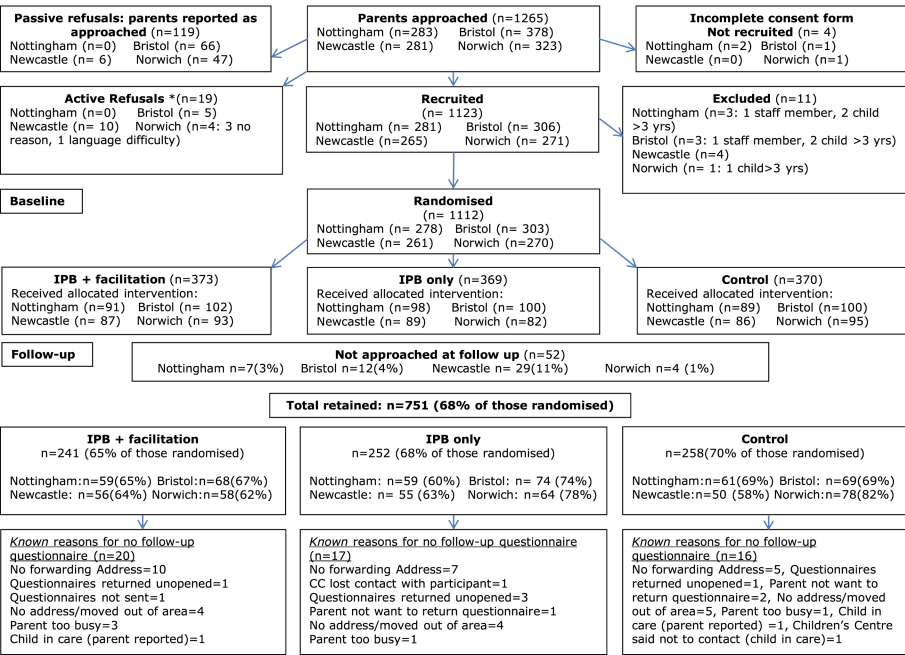 Passive refusals: parents reported as
approached (n=119)
Nottingham (n=0) Bristol (n= 66)
Newcastle (n= 6) Norwich (n= 47)
Parents approached (n=1265)
Nottingham (n=283) Bristol (n= 378)
Newcastle (n= 281) Norwich (n= 323)
Incomplete consent form
Not recruited (n= 4)
Nottingham (n=2) Bristol (n=1)
Newcastle (n=0) Norwich (n=1)
Active Refusals *(n=19)
Nottingham (n=0) Bristol (n= 5)
Newcastle (n= 10) Norwich (n=4: 3 no
reason, 1 language difficulty)
Recruited
(n= 1123)
Nottingham (n= 281) Bristol (n= 306)
Newcastle (n=265) Norwich (n= 271)
Excluded (n=11)
Nottingham (n=3: 1 staff member, 2 child
>3 yrs)
Bristol (n=3: 1 staff member, 2 child >3 yrs)
Newcastle (n=4)
Norwich (n= 1: 1 child>3 yrs)
Baseline
Randomised
(n= 1112)
Nottingham (n= 278) Bristol (n= 303)
Newcastle (n= 261) Norwich (n=270)
IPB + facilitation (n=373)
Received allocated intervention:
Nottingham (n=91) Bristol (n= 102)
Newcastle (n= 87) Norwich (n= 93)
IPB only (n=369)
Received allocated intervention:
Nottingham (n=98) Bristol (n= 100)
Newcastle (n= 89) Norwich (n=82)
Control (n=370)
Received allocated intervention:
Nottingham (n=89) Bristol (n=100)
Newcastle (n= 86) Norwich (n=95)
Follow-up
Not approached at follow up (n=52)
Nottingham n=7(3%) Bristol n=12(4%) Newcastle n= 29(11%) Norwich n=4 (1%)
Total retained: n=751 (68% of those randomised)
IPB + facilitation
n=241 (65% of those randomised)
Nottingham:n=59(65%) Bristol:n=68(67%)
Newcastle: n=56(64%) Norwich:n=58(62%)
IPB only
n=252 (68% of those randomised)
Nottingham: n=59 (60%) Bristol: n= 74 (74%)
Newcastle: n= 55 (63%) Norwich: n= 64 (78%)
Control
n=258(70% of those randomised)
Nottingham:n=61(69%) Bristol: n=69(69%)
Newcastle:n=50 (58%) Norwich:n=78(82%)
Known reasons for no follow-up
questionnaire (n=20)
No forwarding Address=10
Questionnaires returned unopened=1
Questionnaires not sent=1
No address/moved out of area=4
Parent too busy=3
Child in care (parent reported)=1
Known reasons for no follow-up questionnaire
(n=17)
No forwarding Address=7
CC lost contact with participant=1
Questionnaires returned unopened=3
Parent not want to return questionnaire=1
No address/moved out of area=4
Parent too busy=1
Known reasons for no follow-up
questionnaire (n=16)
No forwarding Address=5, Questionnaires
returned unopened=1, Parent not want to
return questionnaire=2, No address/moved
out of area=5, Parent too busy=1, Child in
care (parent reported) =1, Children's Centre
said not to contact (child in care)=1